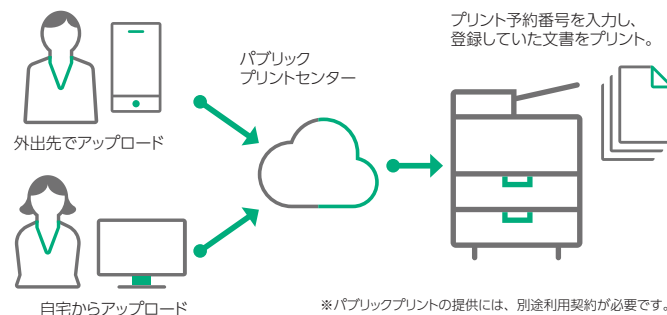 プリント予約番号を入力し、
登録していた文書をプリント。
パブリック
プリントセンター
外出先でアップロード
自宅からアップロード
※パブリックプリントの提供には、別途利用契約が必要です。